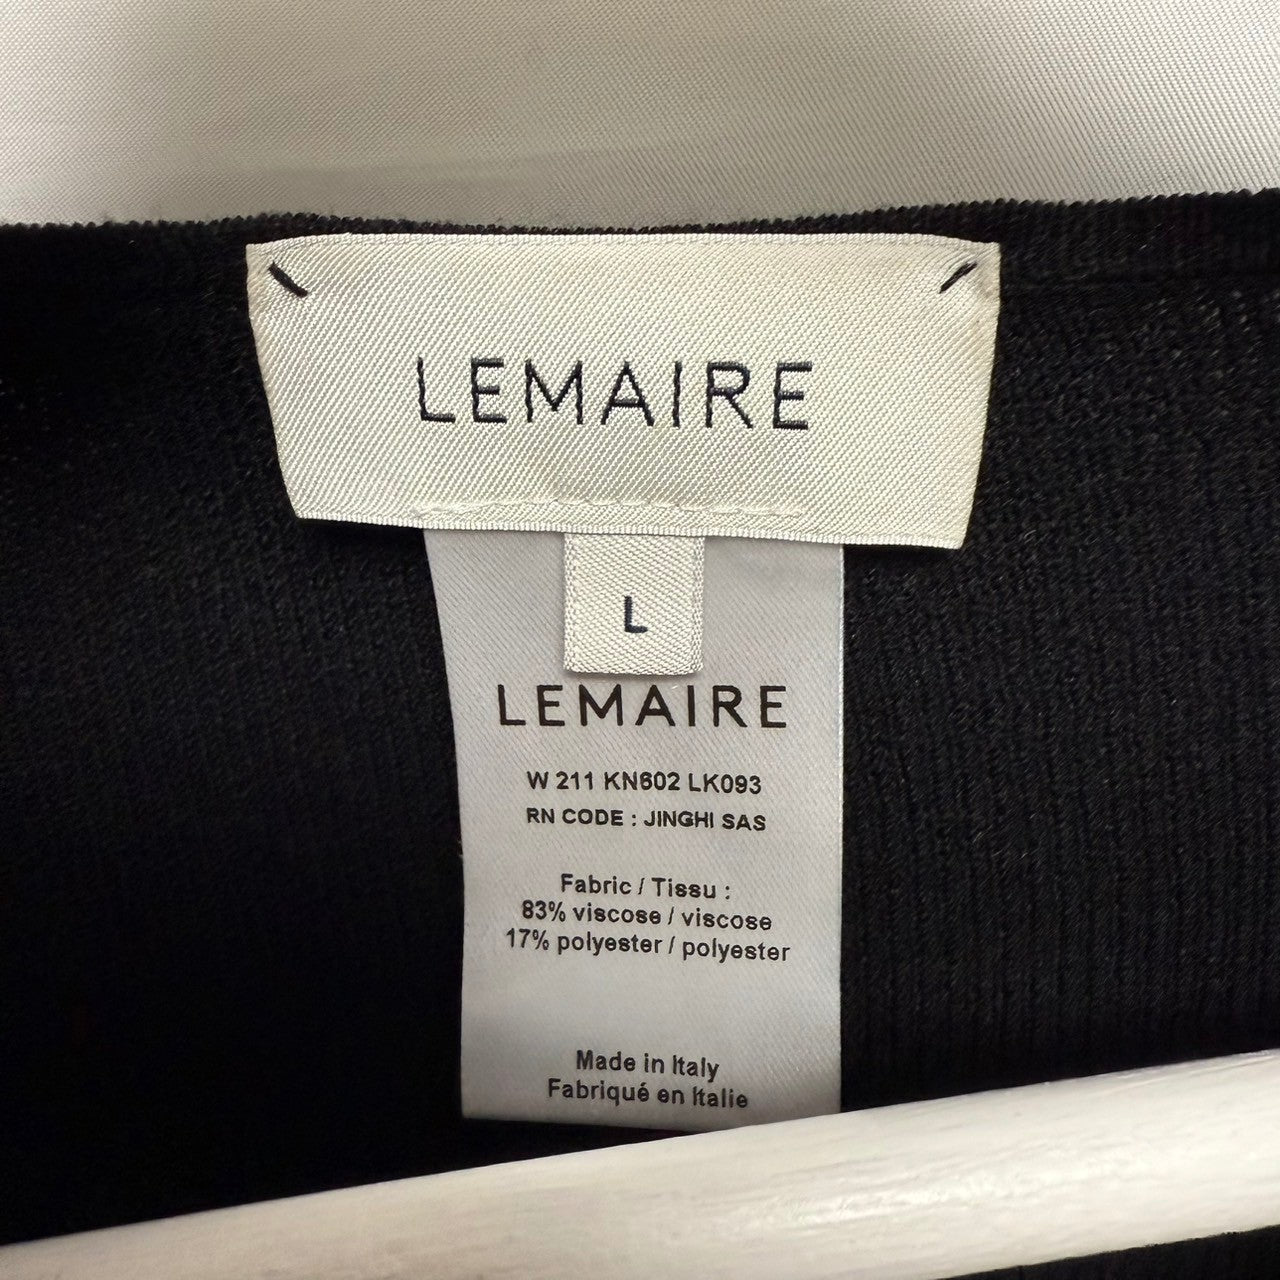 LEMAIRE
L
LEMAIRE
W 211 KN602 LK093
RN CODE : JINGHI SAS
Fabric / Tissu :
83% viscose / viscose
17% polyester / polyester
Made in Italy
Fabriqué en Italie